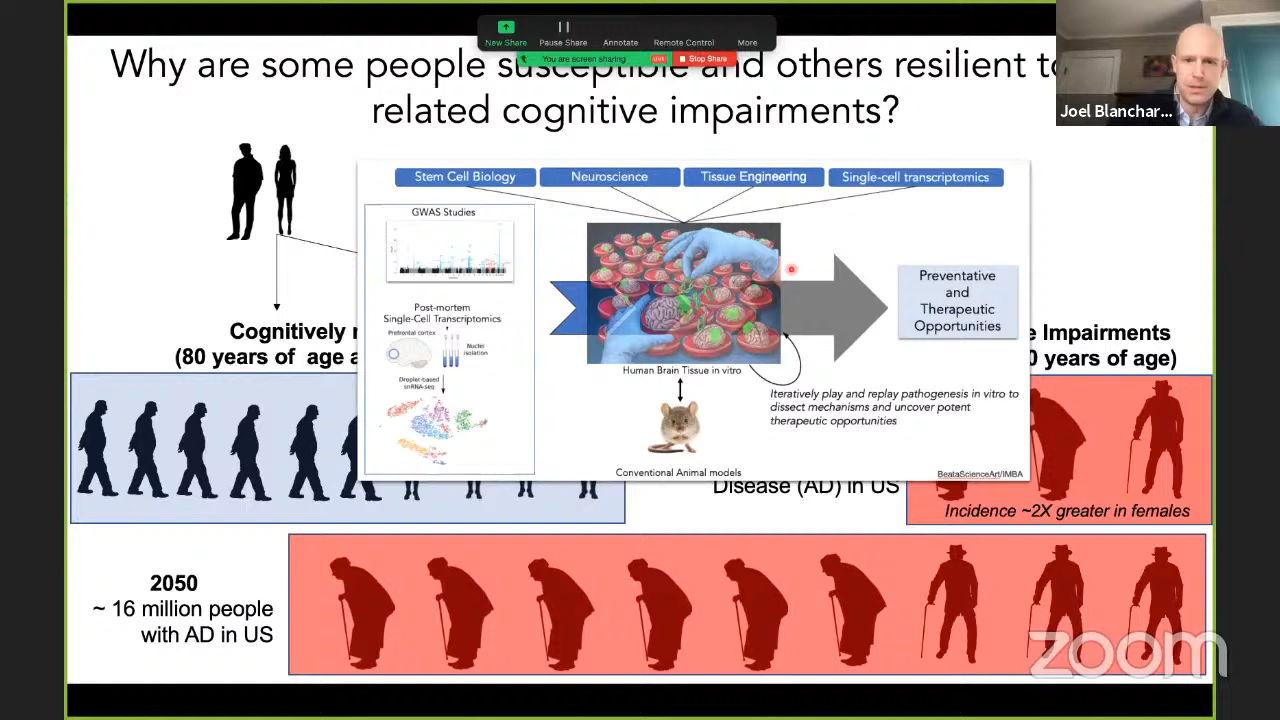 New Share
Pause Share
Annotate
Remote Control
More
You are screen sharing
LIVE
Stop Share
Why are some people susceptible and others resilient to
related cognitive impairments?
Joel Blanchar...
Stem Cell Biology
Neuroscience
Tissue Engineering
Single-cell transcriptomics
GWAS Studies
Post-mortem
Single-Cell Transcriptomics
Prefrontal cortex
Nuclei
isolation
Droplet-based
snRNA-seq
Human Brain Tissue in vitro
Conventional Animal models
Preventative
and
Therapeutic
Opportunities
Iteratively play and replay pathogenesis in vitro to
dissect mechanisms and uncover potent
therapeutic opportunities
BeataScienceArt/IMBA
Cognitively
(80 years of age
Impairments
years of age)
Disease (AD) in US
Incidence ~2X greater in females
2050
~ 16 million people
with AD in US
zoom